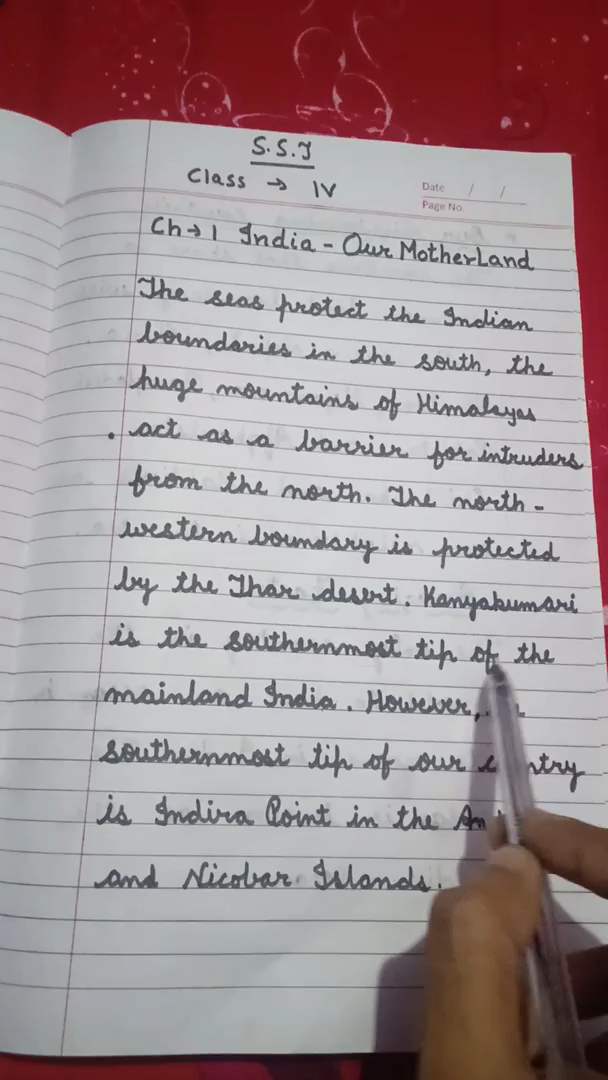 S.S.T
Class → IV
Date / /
Page No.
Ch → 1 India - Our MotherLand
The seas protect the Indian
boundaries in the south, the
huge mountains of Himalayas
act as a barrier for intruders
from the north. The north-
western boundary is protected
by the Thar desert. Kanyakumari
is the southernmost tip of the
mainland India. However,
southernmost tip of our
is Indira Point in the
and Nicobar Islands.